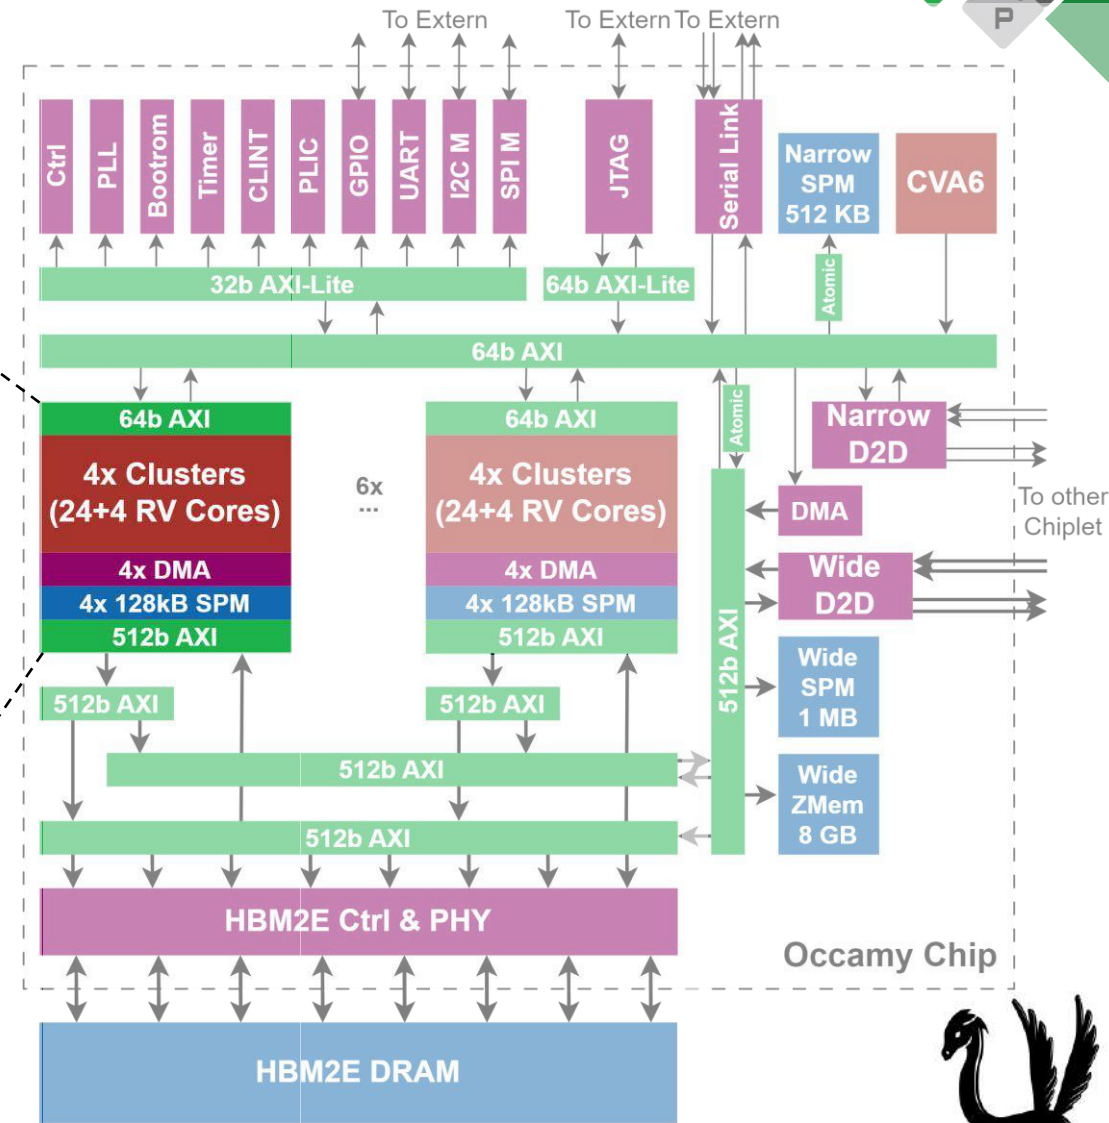 P
To Extern
To Extern
To Extern
Ctrl
PLL
Bootrom
Timer
CLINT
PLIC
GPIO
UART
I2C M
SPI M
JTAG
Serial Link
Narrow
SPM
512 KB
CVA6
32b AXI-Lite
64b AXI-Lite
Atomic
64b AXI
64b AXI
4x Clusters
(24+4 RV Cores)
4x DMA
4x 128kB SPM
512b AXI
6x
...
64b AXI
4x Clusters
(24+4 RV Cores)
4x DMA
4x 128kB SPM
512b AXI
Atomic
Narrow
D2D
To other
Chiplet
DMA
Wide
D2D
512b AXI
Wide
SPM
1 MB
Wide
ZMem
8 GB
512b AXI
512b AXI
512b AXI
512b AXI
HBM2E Ctrl & PHY
Occamy Chip
HBM2E DRAM